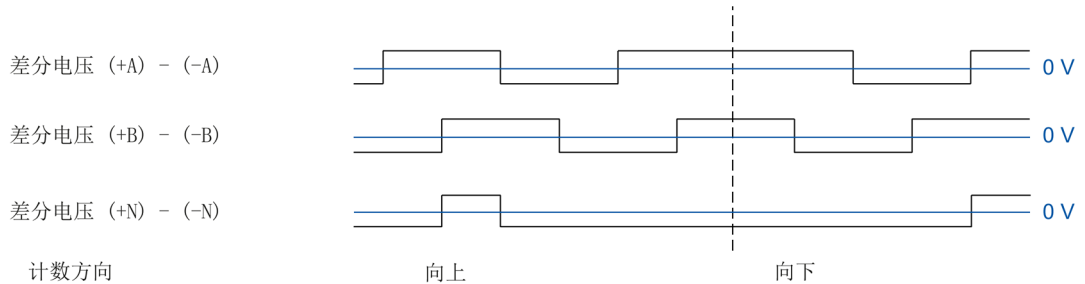 差分电压 (+A) - (-A) 0 V
差分电压 (+B) - (-B) 0 V
差分电压 (+N) - (-N) 0 V
计数方向 向上 向下